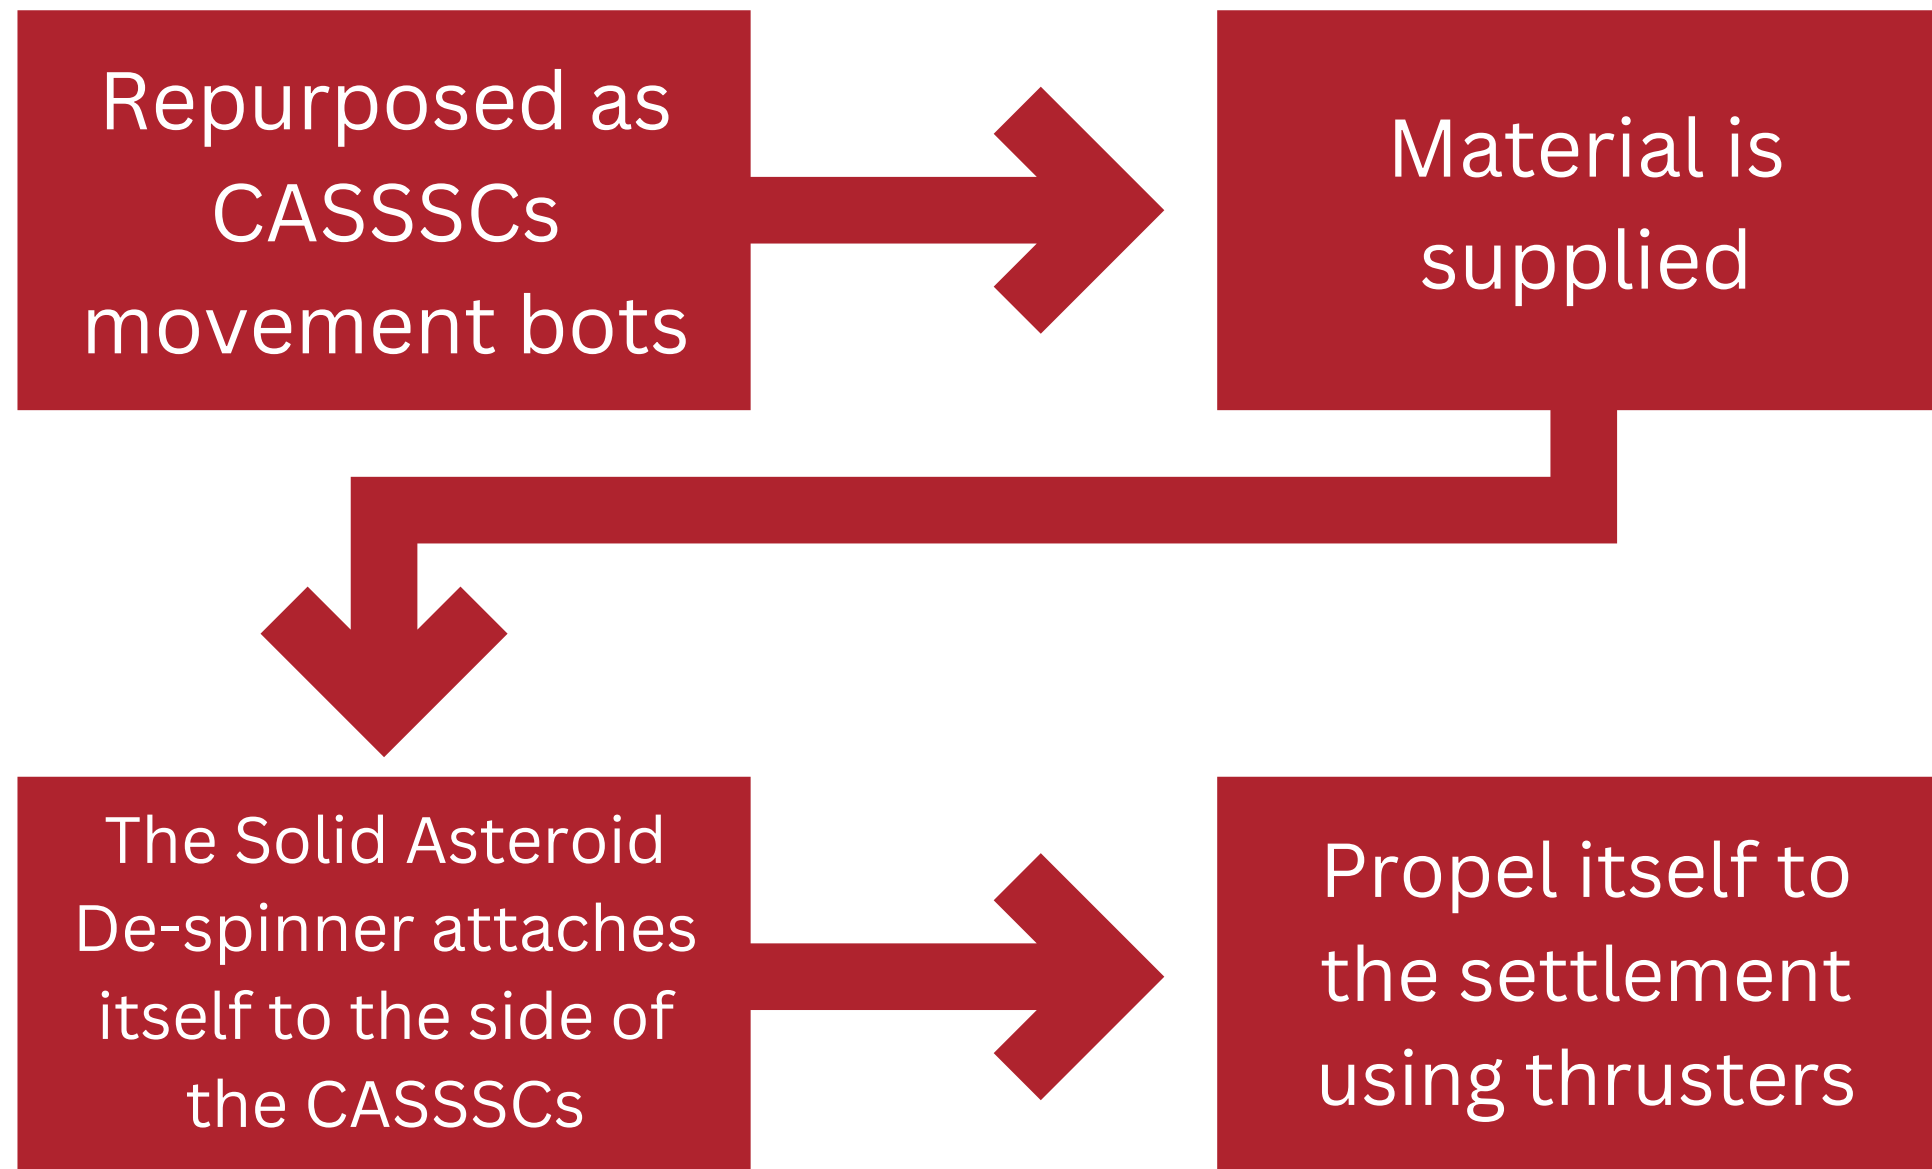 Repurposed as
CASSSCs
movement bots
Material is
supplied
The Solid Asteroid
De-spinner attaches
itself to the side of
the CASSSCs
Propel itself to
the settlement
using thrusters